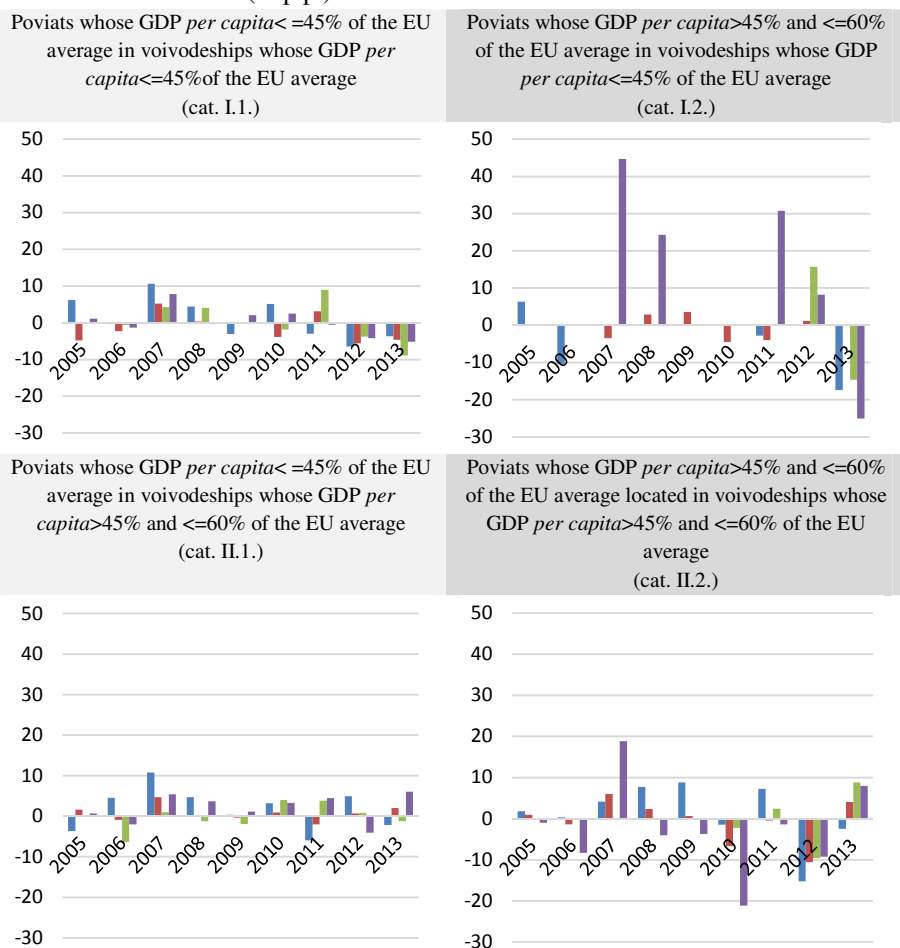 Poviats whose GDP per capita< =45% of the EU
average in voivodeships whose GDP per
capita<=45%of the EU average
(cat. I.1.)
Poviats whose GDP per capita>45% and <=60%
of the EU average in voivodeships whose GDP
per capita<=45% of the EU average
(cat. I.2.)
50
40
30
20
10
0
-10
-20
-30
2005 2006 2007 2008 2009 2010 2011 2012 2013
50
40
30
20
10
0
-10
-20
-30
2005 2006 2007 2008 2009 2010 2011 2012 2013
Poviats whose GDP per capita< =45% of the EU
average in voivodeships whose GDP per
capita>45% and <=60% of the EU average
(cat. II.1.)
Poviats whose GDP per capita>45% and <=60%
of the EU average located in voivodeships whose
GDP per capita>45% and <=60% of the EU
average
(cat. II.2.)
50
40
30
20
10
0
-10
-20
-30
2005 2006 2007 2008 2009 2010 2011 2012 2013
50
40
30
20
10
0
-10
-20
-30
2005 2006 2007 2008 2009 2010 2011 2012 2013